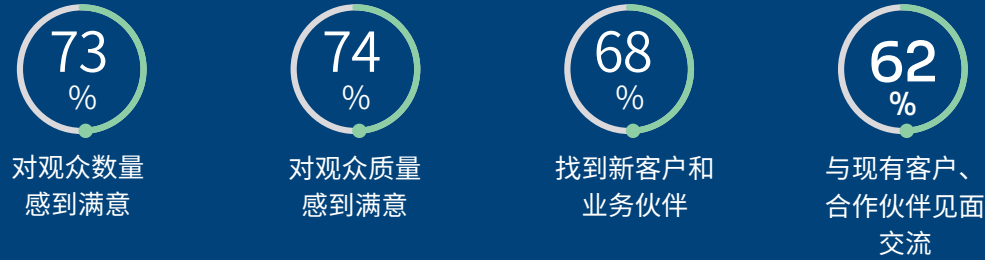 73
%
对观众数量
感到满意
74
%
对观众质量
感到满意
68
%
找到新客户和
业务伙伴
62
%
与现有客户、
合作伙伴见面
交流